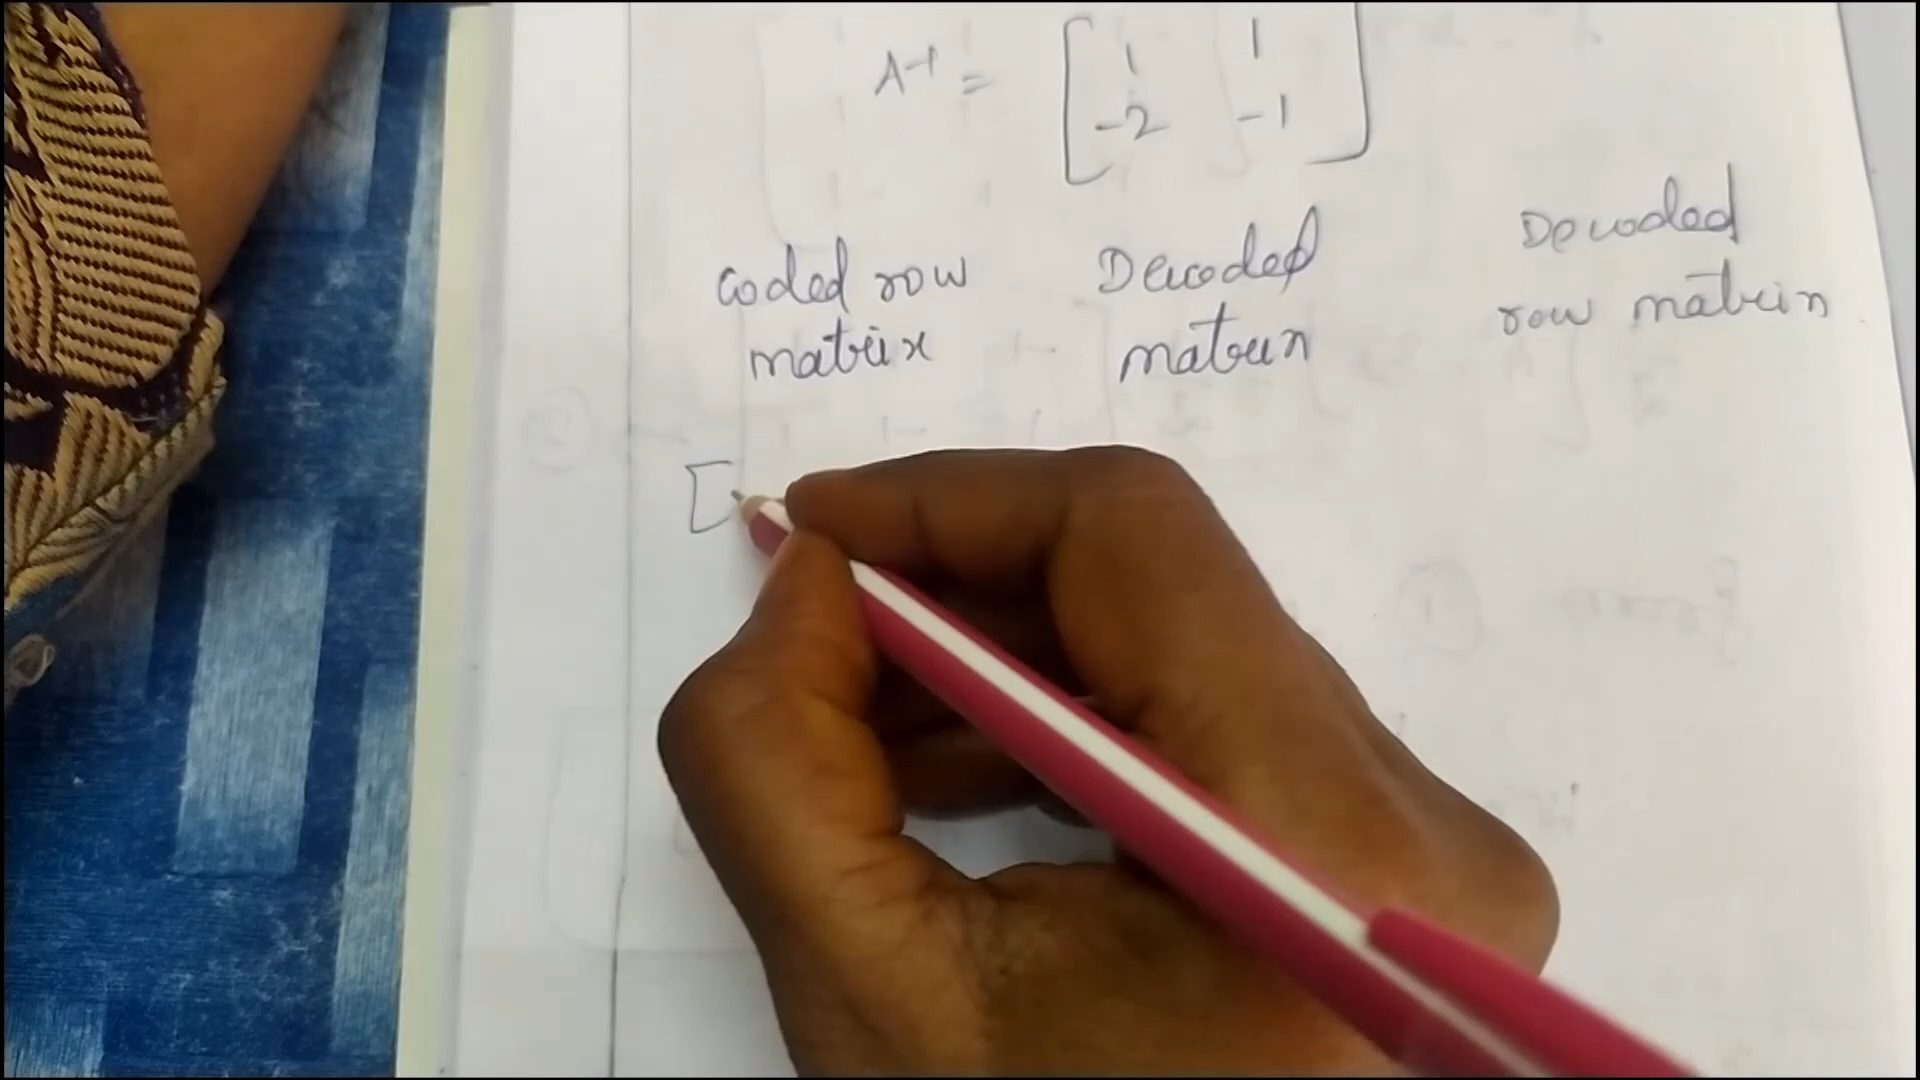 A-1 = [ 1 1
-2 -1 ]
coded row Decoded Decoded
matrix matrix row matrix
[